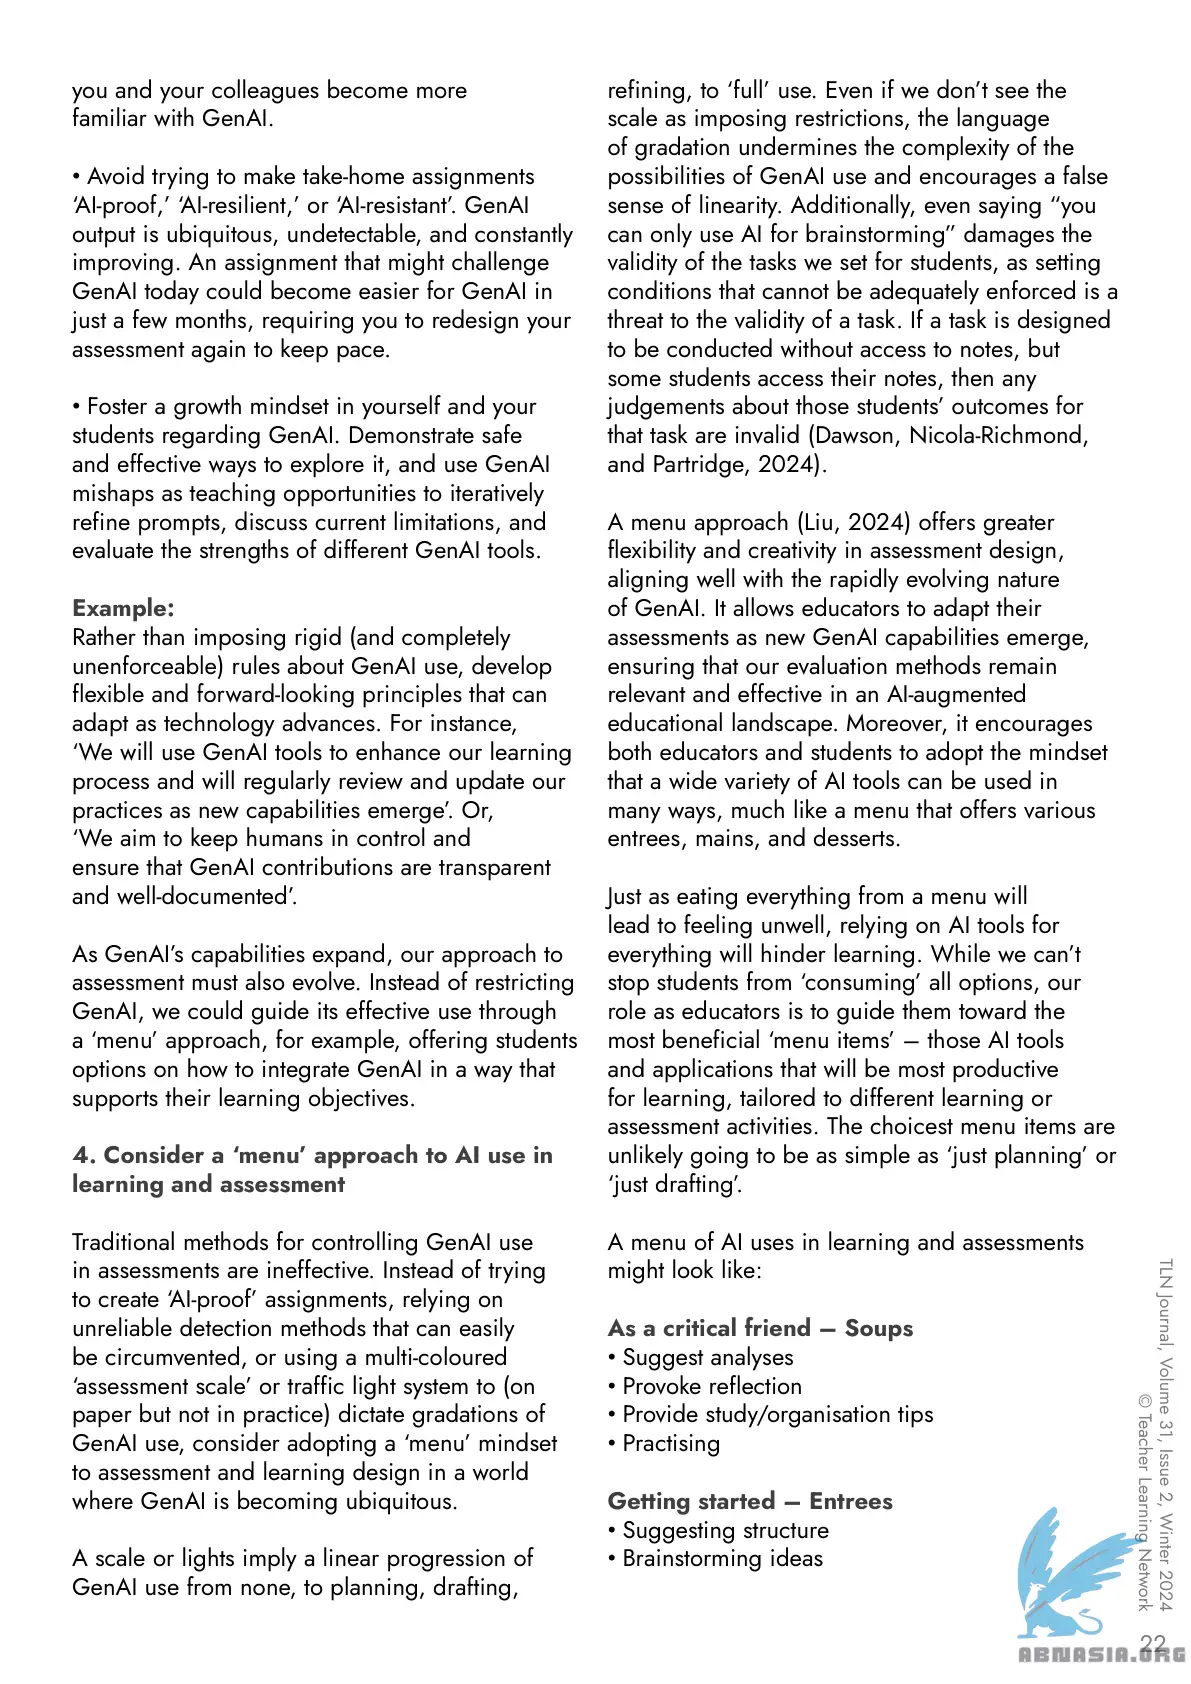 you and your colleagues become more
familiar with GenAI.
• Avoid trying to make take-home assignments
‘AI-proof,’ ‘AI-resilient,’ or ‘AI-resistant’. GenAI
output is ubiquitous, undetectable, and constantly
improving. An assignment that might challenge
GenAI today could become easier for GenAI in
just a few months, requiring you to redesign your
assessment again to keep pace.
• Foster a growth mindset in yourself and your
students regarding GenAI. Demonstrate safe
and effective ways to explore it, and use GenAI
mishaps as teaching opportunities to iteratively
refine prompts, discuss current limitations, and
evaluate the strengths of different GenAI tools.
Example:
Rather than imposing rigid (and completely
unenforceable) rules about GenAI use, develop
flexible and forward-looking principles that can
adapt as technology advances. For instance,
‘We will use GenAI tools to enhance our learning
process and will regularly review and update our
practices as new capabilities emerge’. Or,
‘We aim to keep humans in control and
ensure that GenAI contributions are transparent
and well-documented’.
As GenAI’s capabilities expand, our approach to
assessment must also evolve. Instead of restricting
GenAI, we could guide its effective use through
a ‘menu’ approach, for example, offering students
options on how to integrate GenAI in a way that
supports their learning objectives.
4. Consider a ‘menu’ approach to AI use in
learning and assessment
Traditional methods for controlling GenAI use
in assessments are ineffective. Instead of trying
to create ‘AI-proof’ assignments, relying on
unreliable detection methods that can easily
be circumvented, or using a multi-coloured
‘assessment scale’ or traffic light system to (on
paper but not in practice) dictate gradations of
GenAI use, consider adopting a ‘menu’ mindset
to assessment and learning design in a world
where GenAI is becoming ubiquitous.
A scale or lights imply a linear progression of
GenAI use from none, to planning, drafting,
refining, to ‘full’ use. Even if we don’t see the
scale as imposing restrictions, the language
of gradation undermines the complexity of the
possibilities of GenAI use and encourages a false
sense of linearity. Additionally, even saying “you
can only use AI for brainstorming” damages the
validity of the tasks we set for students, as setting
conditions that cannot be adequately enforced is a
threat to the validity of a task. If a task is designed
to be conducted without access to notes, but
some students access their notes, then any
judgements about those students’ outcomes for
that task are invalid (Dawson, Nicola-Richmond,
and Partridge, 2024).
A menu approach (Liu, 2024) offers greater
flexibility and creativity in assessment design,
aligning well with the rapidly evolving nature
of GenAI. It allows educators to adapt their
assessments as new GenAI capabilities emerge,
ensuring that our evaluation methods remain
relevant and effective in an AI-augmented
educational landscape. Moreover, it encourages
both educators and students to adopt the mindset
that a wide variety of AI tools can be used in
many ways, much like a menu that offers various
entrees, mains, and desserts.
Just as eating everything from a menu will
lead to feeling unwell, relying on AI tools for
everything will hinder learning. While we can’t
stop students from ‘consuming’ all options, our
role as educators is to guide them toward the
most beneficial ‘menu items’ – those AI tools
and applications that will be most productive
for learning, tailored to different learning or
assessment activities. The choicest menu items are
unlikely going to be as simple as ‘just planning’ or
‘just drafting’.
A menu of AI uses in learning and assessments
might look like:
As a critical friend – Soups
• Suggest analyses
• Provoke reflection
• Provide study/organisation tips
• Practising
Getting started – Entrees
• Suggesting structure
• Brainstorming ideas
TLN Journal, Volume 31, Issue 2, Winter 2024
© Teacher Learning Network
22
ABNASIA.ORG